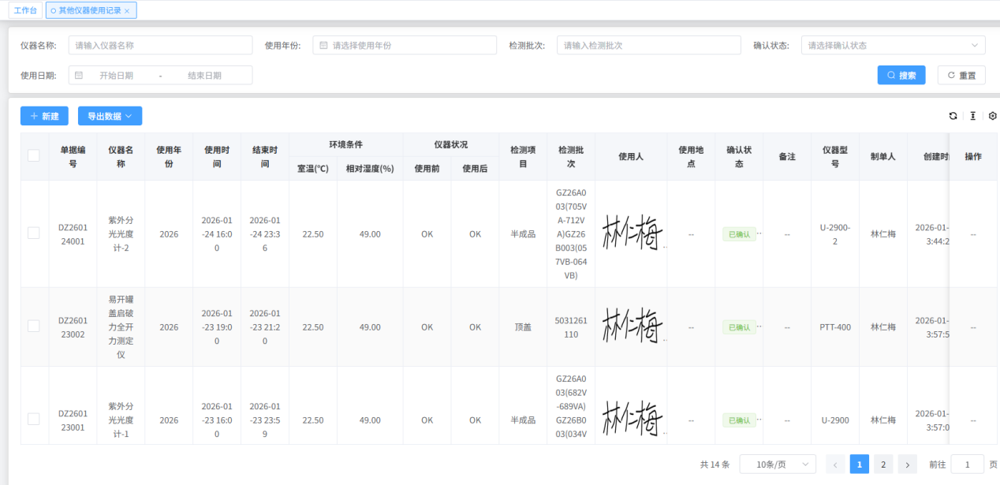 工作台
其他仪器使用记录
仪器名称: 请输入仪器名称 使用年份: 请选择使用年份 检测批次: 请输入检测批次 确认状态: 请选择确认状态
使用日期: 开始日期 - 结束日期 搜索 重置
新建 导出数据
单据编号 仪器名称 使用年份 使用时间 结束时间 环境条件 仪器状况 检测项目 检测批次 使用人 使用地点 确认状态 备注 仪器型号 制单人 创建时 操作
室温(℃) 相对湿度(%) 使用前 使用后
DZ260124001 紫外分光光度计-2 2026 2026-01-24 16:00 2026-01-24 23:36 22.50 49.00 OK OK 半成品 GZ26A003(705VA-712VA)GZ26B003(057VB-064VB) 林仁梅 -- 已确认 -- U-2900-2 林仁梅 2026-01- 3:44:2 --
DZ260123002 易开罐盖启破力全开力测定仪 2026 2026-01-23 19:00 2026-01-23 21:20 22.50 49.00 OK OK 顶盖 5031261110 林仁梅 -- 已确认 -- PTT-400 林仁梅 2026-01- 3:57:5 --
DZ260123001 紫外分光光度计-1 2026 2026-01-23 16:00 2026-01-23 23:59 22.50 49.00 OK OK 半成品 GZ26A003(682V-689VA)GZ26B003(034V 林仁梅 -- 已确认 -- U-2900 林仁梅 2026-01- 3:57:0 --
共 14 条 10条/页 1 2 前往 1 页